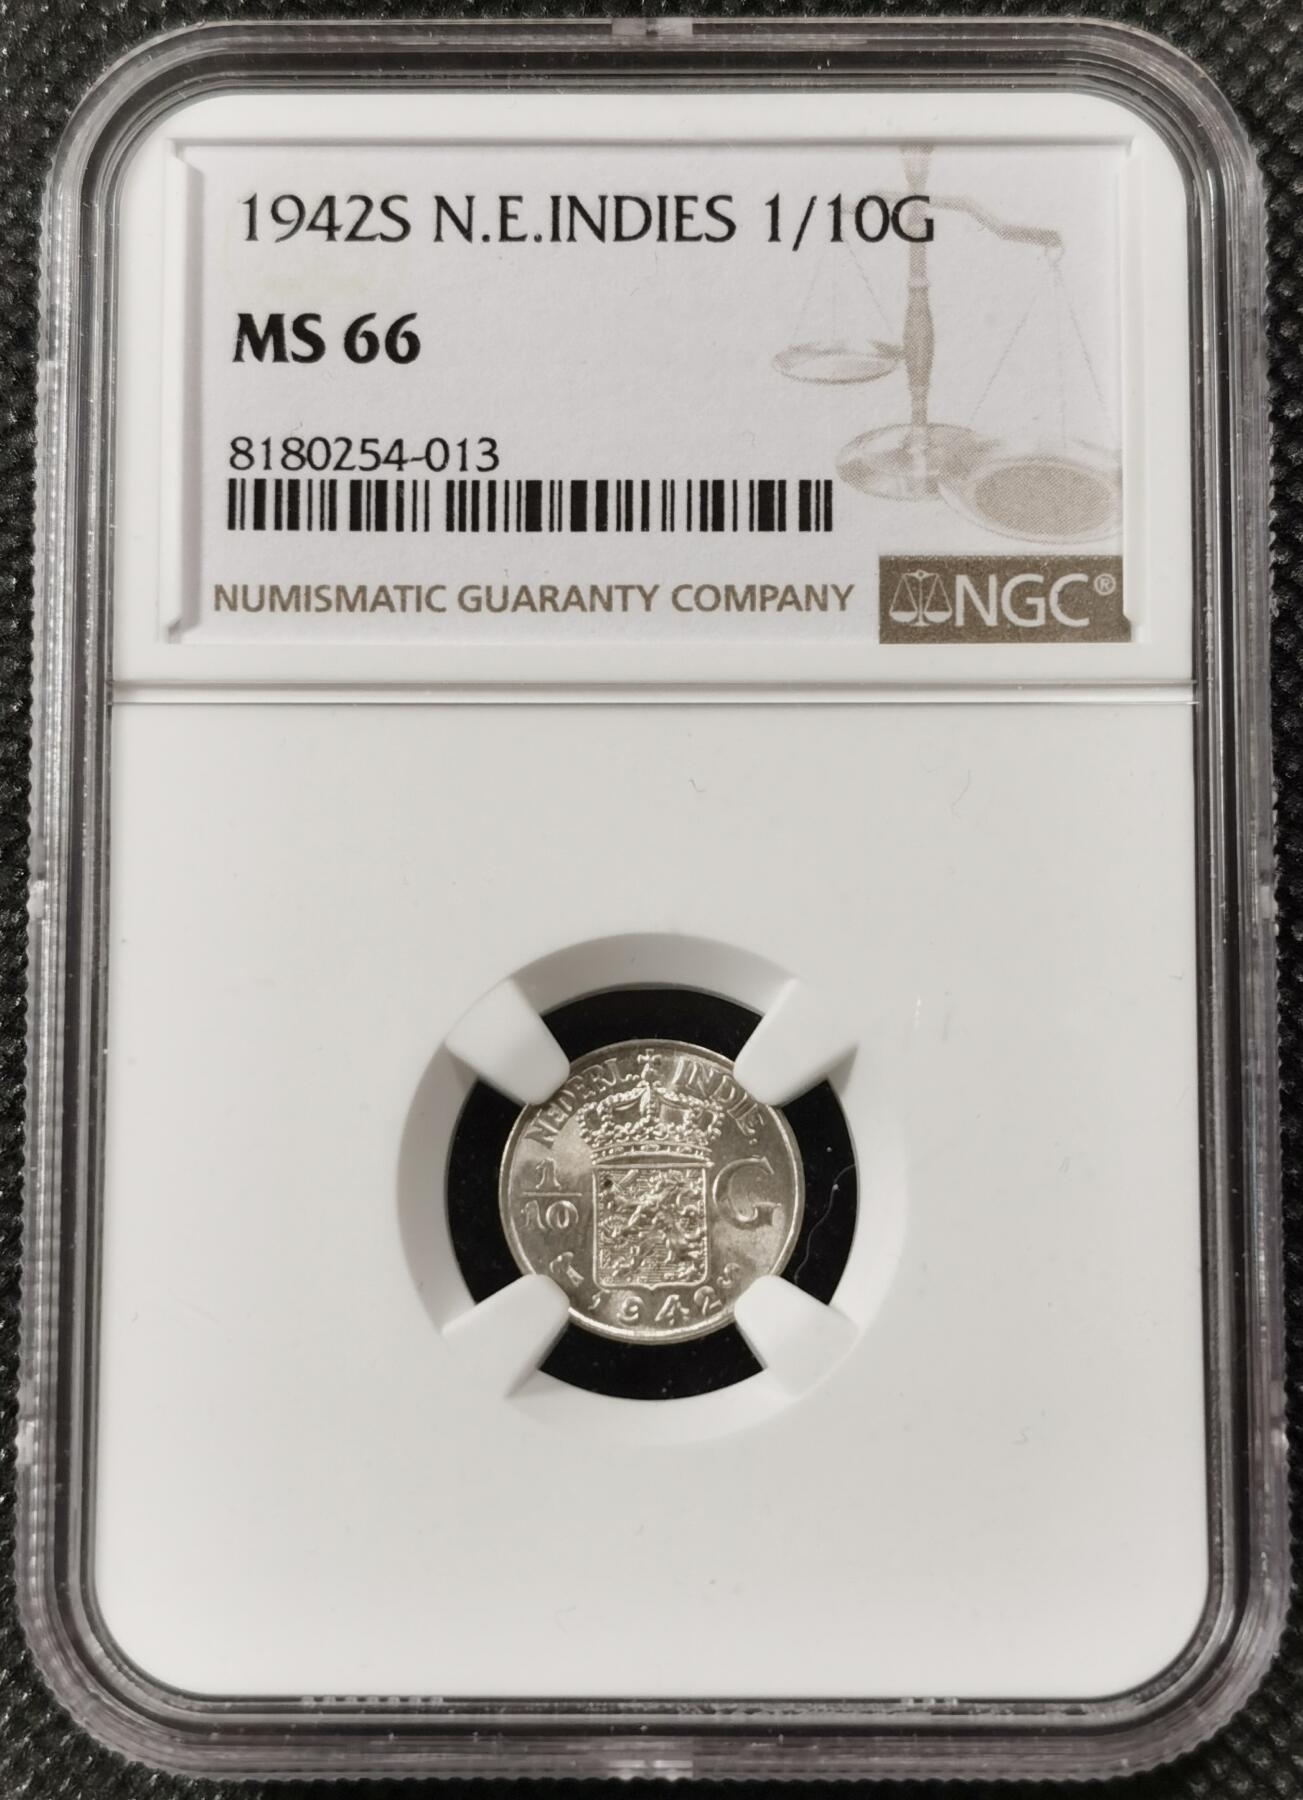 1942S N.E.INDIES 1/10G
MS 66
8180254-013
NUMISMATIC GUARANTY COMPANY NGC®
NEDERL. INDIE.
1/10 G
1942 S